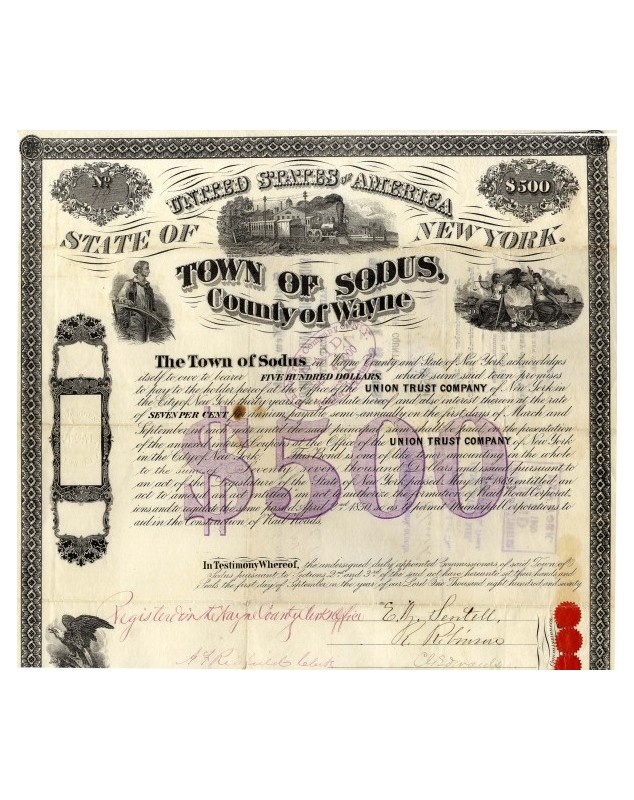 No
UNITED STATES OF AMERICA
$500
STATE OF NEW YORK.
TOWN OF SODUS,
County of Wayne
The Town of Sodus in Wayne County and State of New York, acknowledges
itself to owe to bearer FIVE HUNDRED DOLLARS, which sum said town promises
to pay to the holder hereof at the Office of the UNION TRUST COMPANY of New York in
the City of New York thirty years after the date hereof and also interest thereon at the rate
of SEVEN PER CENT per annum payable semi-annually on the first days of March and
September in each year until the said principal sum shall be paid on the presentation
of the annexed Interest Coupons at the Office of the UNION TRUST COMPANY of New York
in the City of New York. This Bond is one of like tenor amounting in the whole
to the sum of Seventy seven thousand Dollars and issued pursuant to
an act of the Legislature of the State of New York passed May 18th 1869 entitled an
act to amend an act entitled an act to authorize the formation of Rail Road Corporat-
ions and to regulate the same passed April 2nd 1850 so as to permit Municipal Corporations to
aid in the Construction of Rail Roads.
$500
In Testimony Whereof, the undersigned duly appointed Commissioners of said Town of
Sodus pursuant to Sections 2nd and 3rd of the said act have hereunto set their hands and
Seals the first day of September in the year of our Lord One Thousand eight hundred and seventy
Registered in the Wayne County Clerks Office
E. W. Sentell,
R. Robinson
Clerk